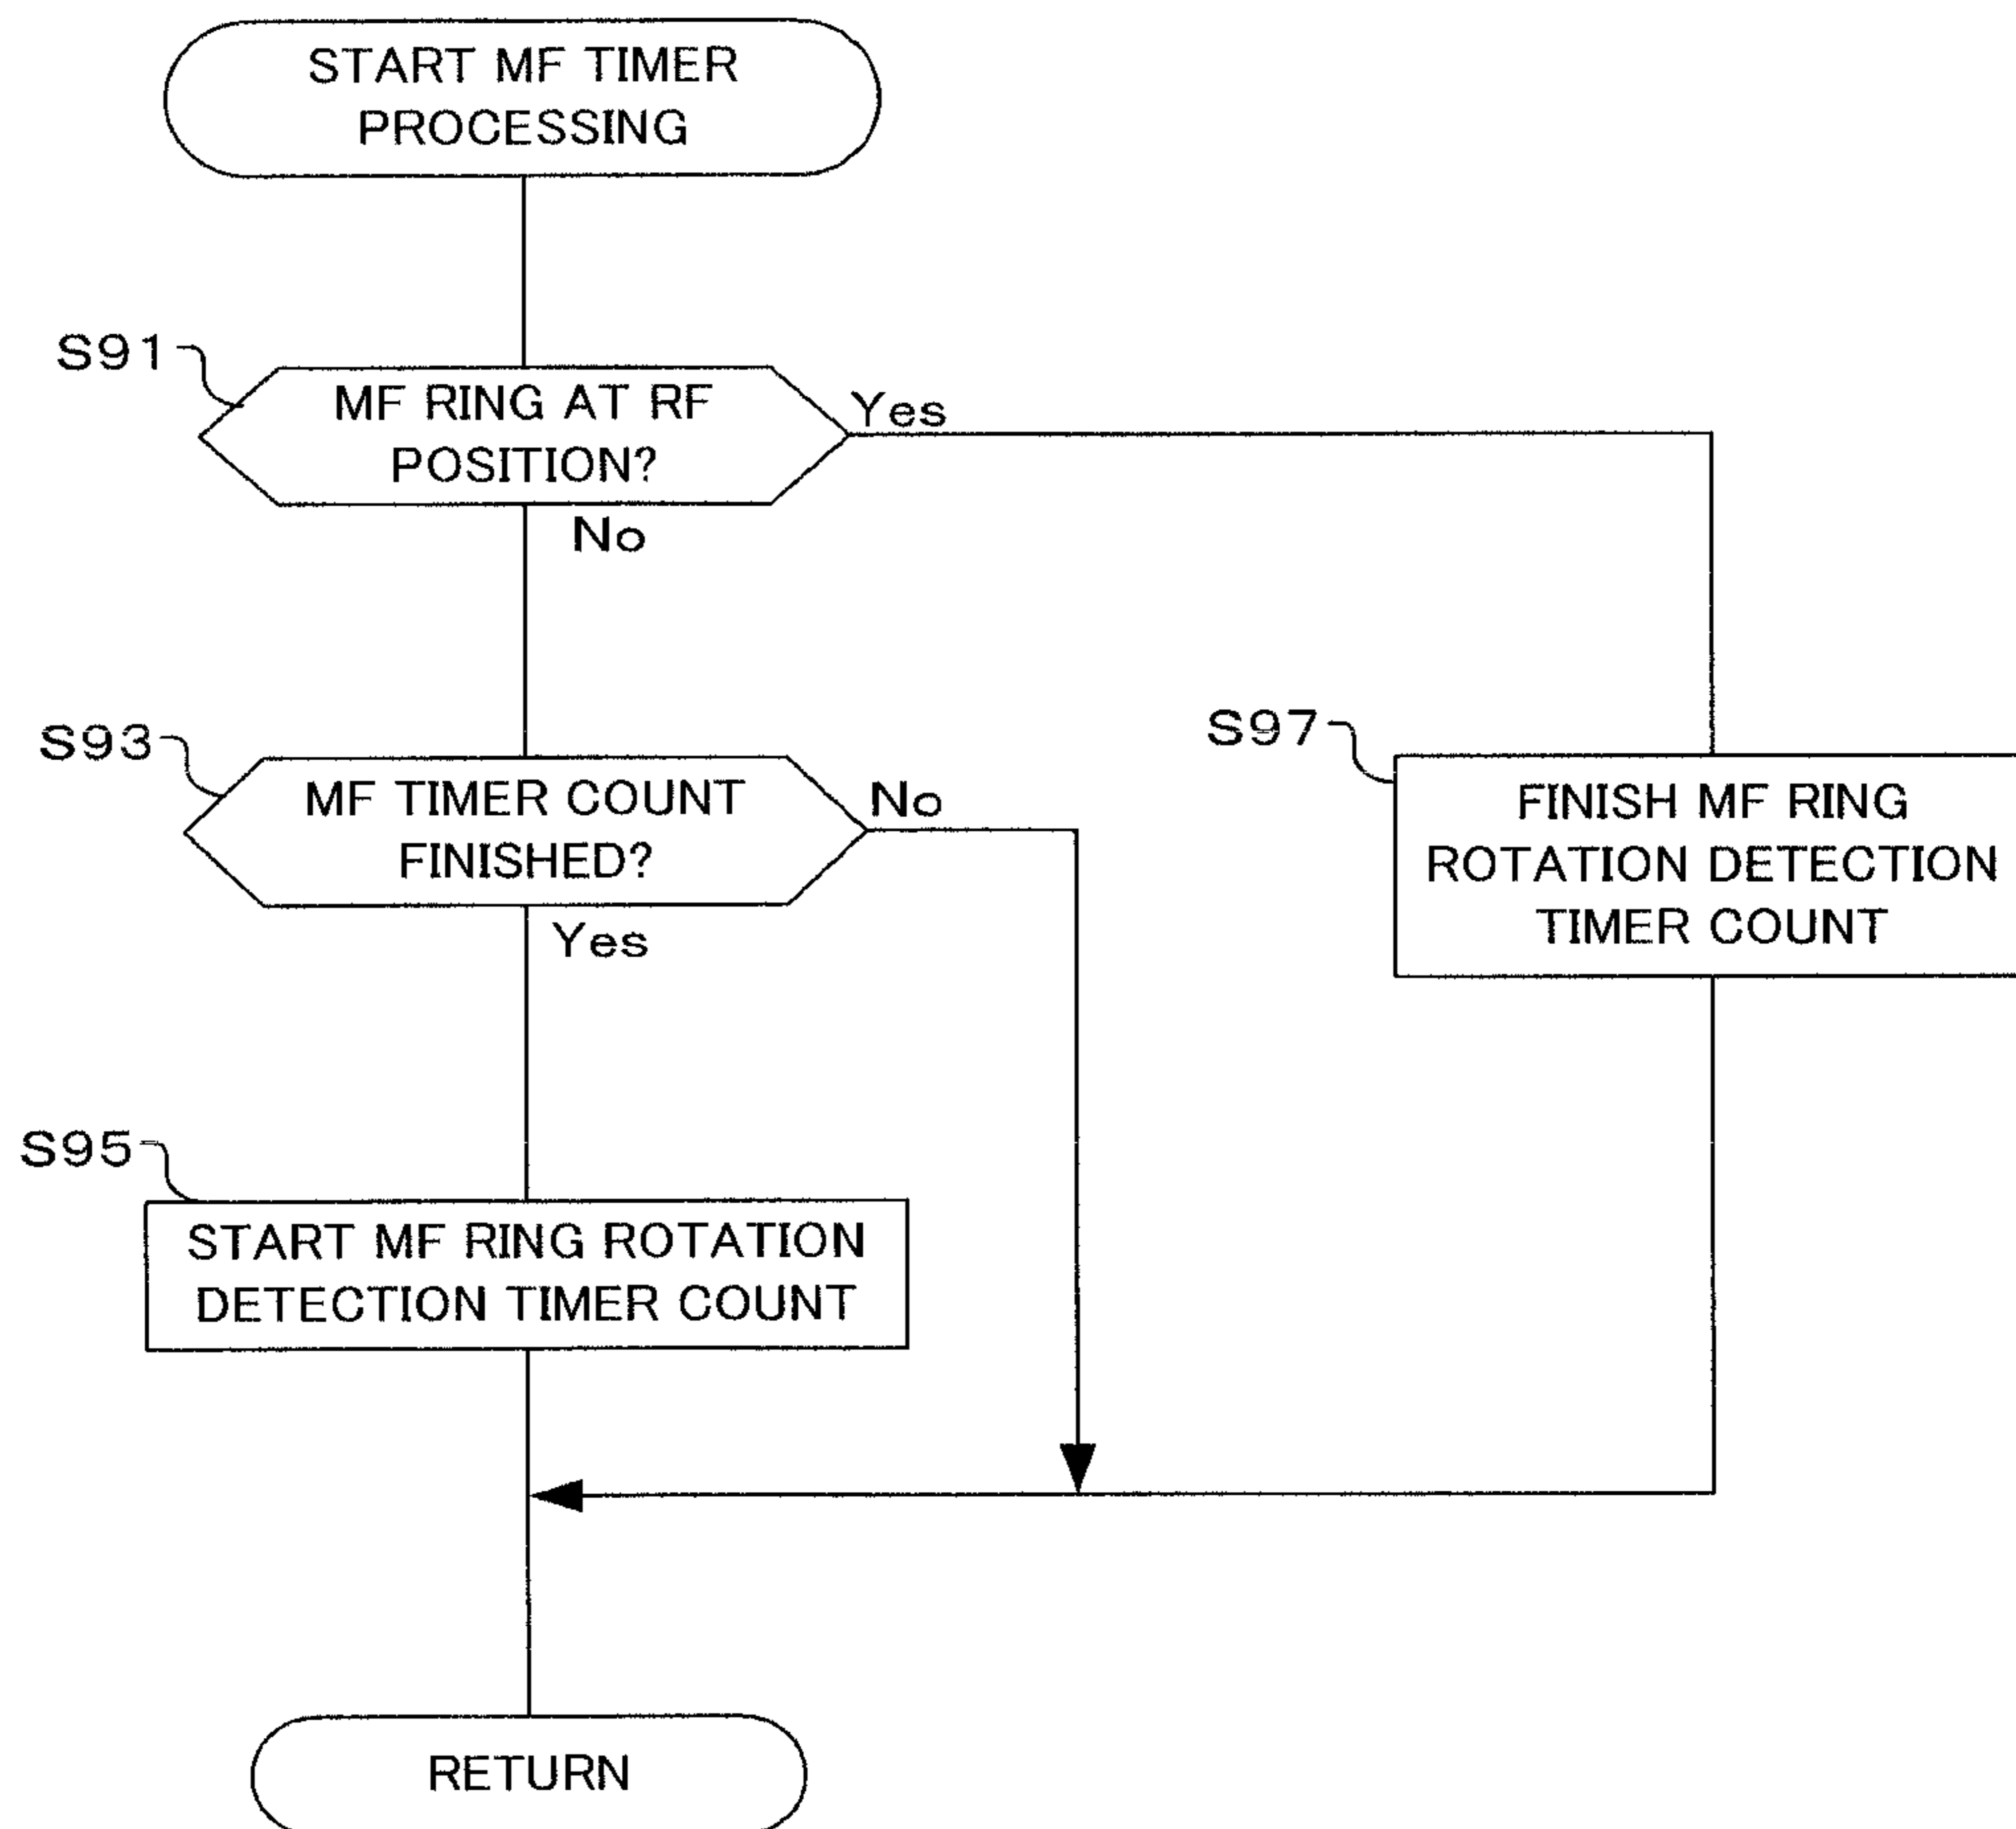 START MF TIMER
PROCESSING
S91
MF RING AT RF
POSITION?
Yes
No
S93
MF TIMER COUNT
FINISHED?
No
Yes
S97
FINISH MF RING
ROTATION DETECTION
TIMER COUNT
S95
START MF RING ROTATION
DETECTION TIMER COUNT
RETURN